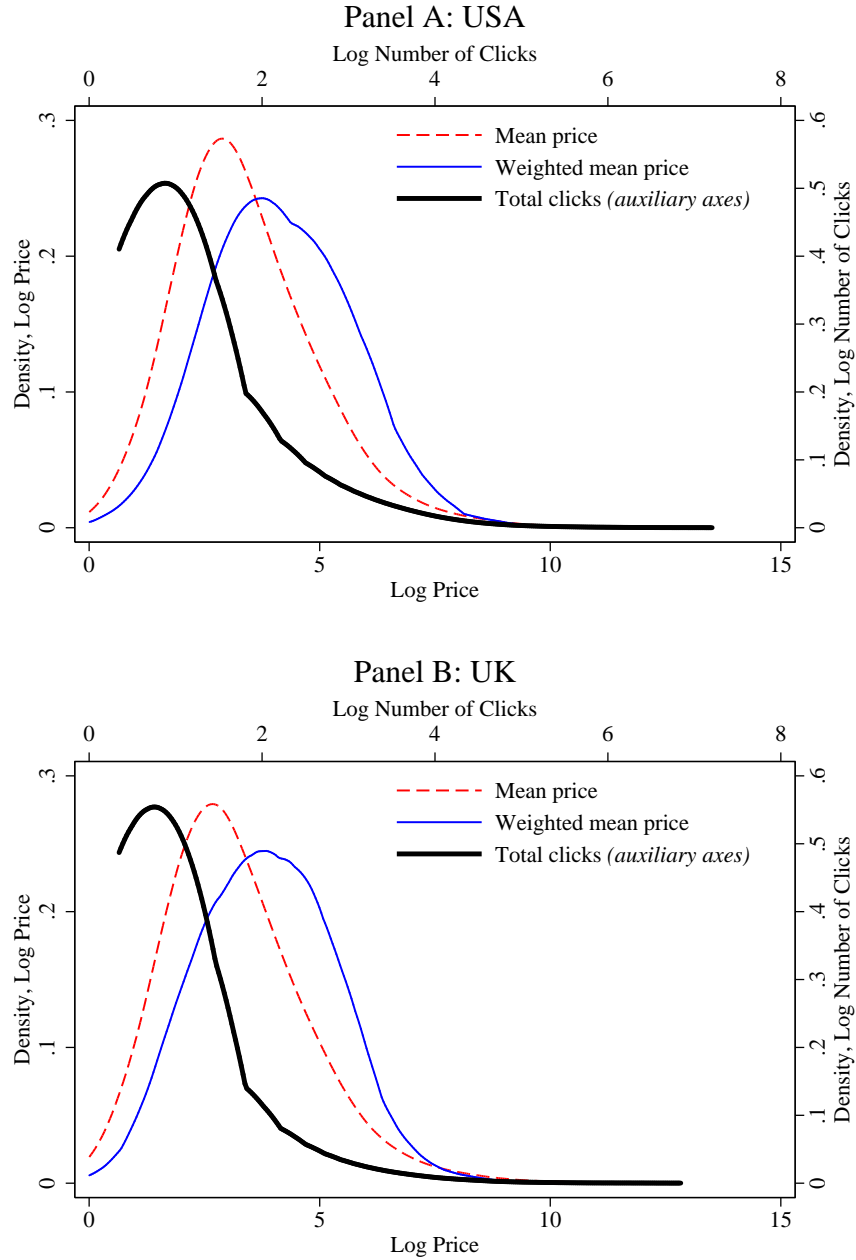 Panel A: USA
Log Number of Clicks
0 2 4 6 8
Density, Log Price
0 .1 .2 .3
Mean price
Weighted mean price
Total clicks (auxiliary axes)
0 .1 .2 .3 .4 .5 .6
Density, Log Number of Clicks
0 5 10 15
Log Price
Panel B: UK
Log Number of Clicks
0 2 4 6 8
Density, Log Price
0 .1 .2 .3
Mean price
Weighted mean price
Total clicks (auxiliary axes)
0 .1 .2 .3 .4 .5 .6
Density, Log Number of Clicks
0 5 10 15
Log Price